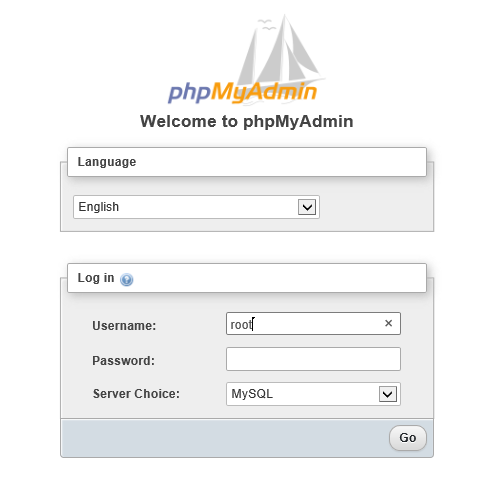 phpMyAdmin
Welcome to phpMyAdmin
Language
English
Log in ?
Username: root ×
Password:
Server Choice: MySQL
Go